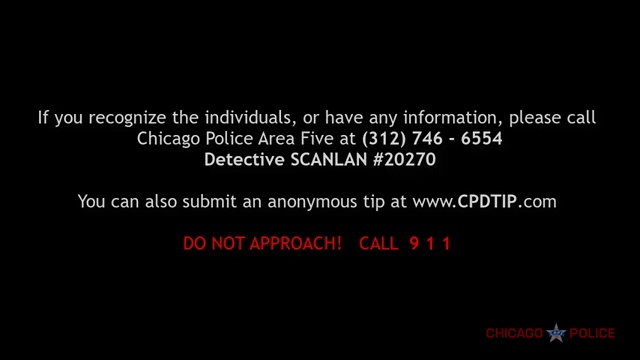 If you recognize the individuals, or have any information, please call
Chicago Police Area Five at (312) 746 - 6554
Detective SCANLAN #20270
You can also submit an anonymous tip at www.CPDTIP.com
DO NOT APPROACH! CALL 9 1 1
CHICAGO POLICE